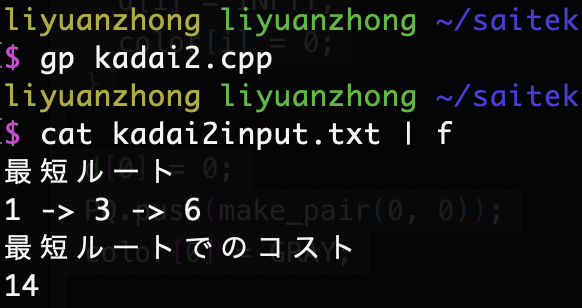 liyuanzhong liyuanzhong ~/saitek
$ gp kadai2.cpp
liyuanzhong liyuanzhong ~/saitek
$ cat kadai2input.txt | f
最短ルート
1 -> 3 -> 6
最短ルートでのコスト
14